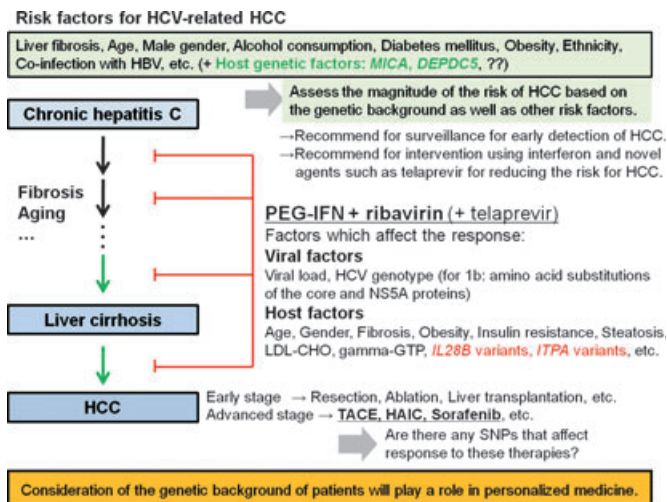 Risk factors for HCV-related HCC
Liver fibrosis, Age, Male gender, Alcohol consumption, Diabetes mellitus, Obesity, Ethnicity,
Co-infection with HBV, etc. (+ Host genetic factors: MICA, DEPDC5, ??)
Assess the magnitude of the risk of HCC based
on the genetic background as well as other risk factors.
Chronic hepatitis C
→Recommend for surveillance for early detection of HCC.
→Recommend for intervention using interferon and novel
agents such as telaprevir for reducing the risk for HCC.
Fibrosis
Aging
...
PEG-IFN + ribavirin (+ telaprevir)
Factors which affect the response:
Viral factors
Viral load, HCV genotype (for 1b: amino acid substitutions
of the core and NS5A proteins)
Host factors
Age, Gender, Fibrosis, Obesity, Insulin resistance, Steatosis,
LDL-CHO, gamma-GTP, IL28B variants, ITPA variants, etc.
Liver cirrhosis
HCC
Early stage → Resection, Ablation, Liver transplantation, etc.
Advanced stage → TACE, HAIC, Sorafenib, etc.
Are there any SNPs that affect
response to these therapies?
Consideration of the genetic background of patients will play a role in personalized medicine.